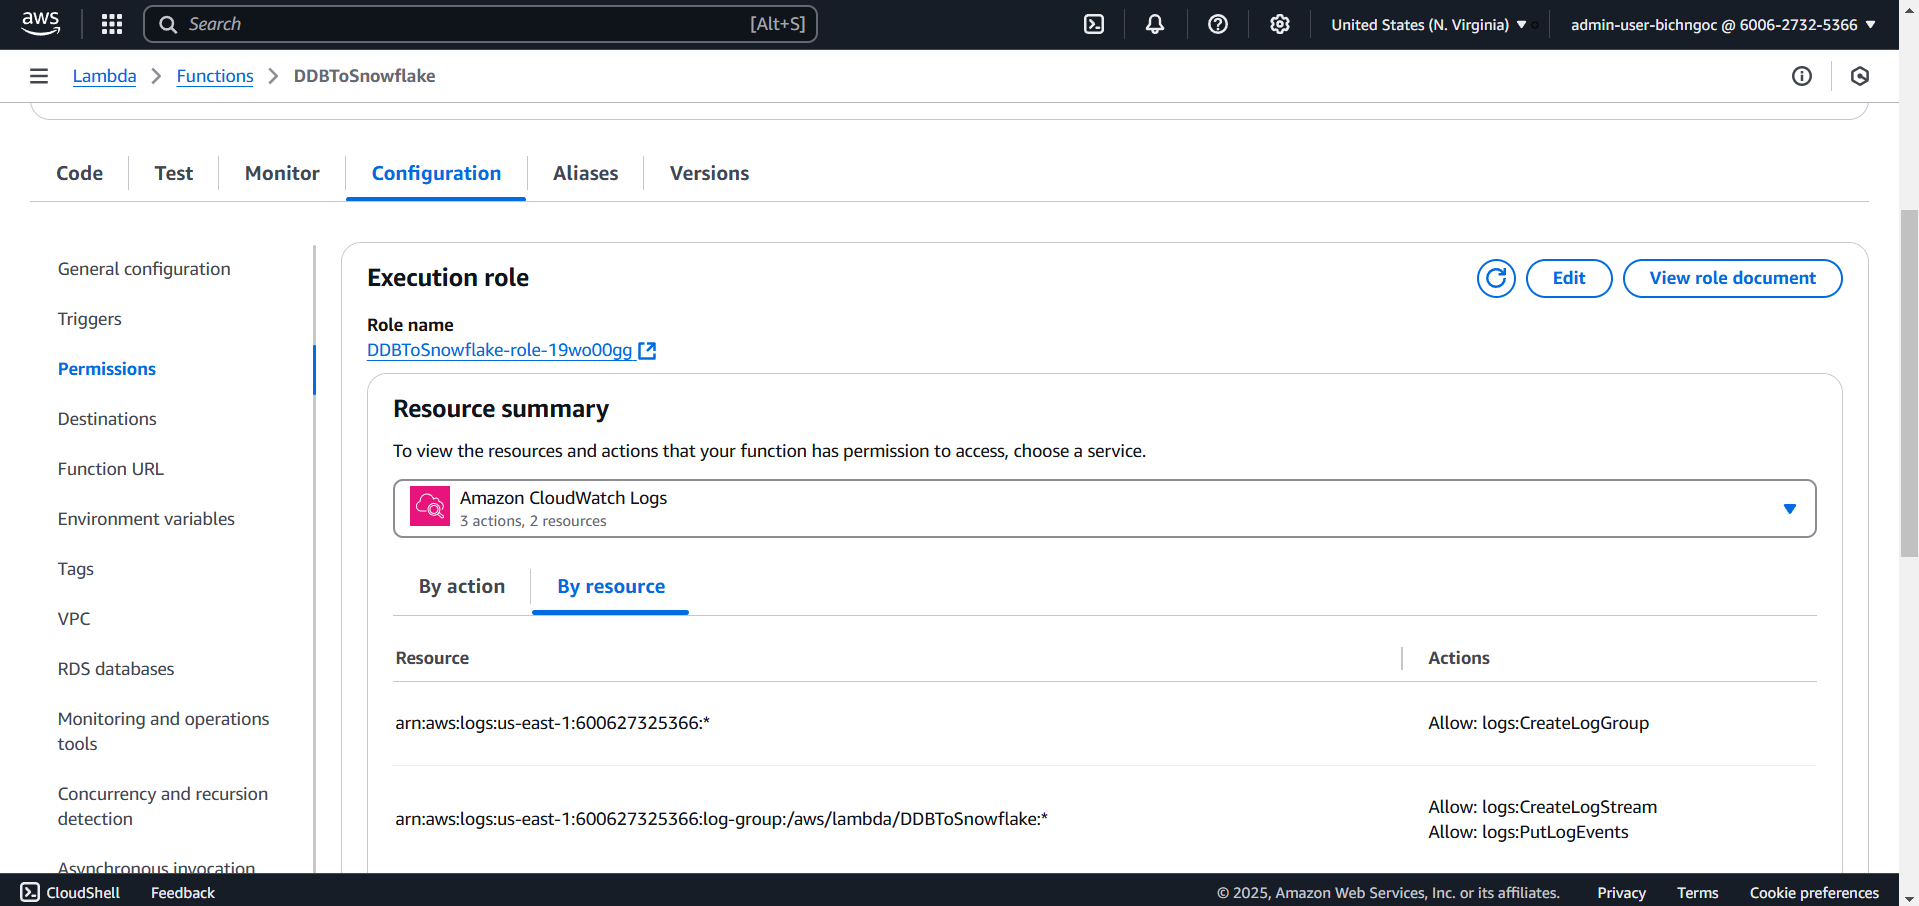 aws
Search
[Alt+S]
United States (N. Virginia)
admin-user-bichngoc @ 6006-2732-5366
Lambda
Functions
DDBToSnowflake
Code
Test
Monitor
Configuration
Aliases
Versions
General configuration
Triggers
Permissions
Destinations
Function URL
Environment variables
Tags
VPC
RDS databases
Monitoring and operations
tools
Concurrency and recursion
detection
Asynchronous invocation
Execution role
Edit
View role document
Role name
DDBToSnowflake-role-19wo00gg
Resource summary
To view the resources and actions that your function has permission to access, choose a service.
Amazon CloudWatch Logs
3 actions, 2 resources
By action
By resource
Resource
Actions
arn:aws:logs:us-east-1:600627325366:*
Allow: logs:CreateLogGroup
arn:aws:logs:us-east-1:600627325366:log-group:/aws/lambda/DDBToSnowflake:*
Allow: logs:CreateLogStream
Allow: logs:PutLogEvents
CloudShell
Feedback
© 2025, Amazon Web Services, Inc. or its affiliates.
Privacy
Terms
Cookie preferences